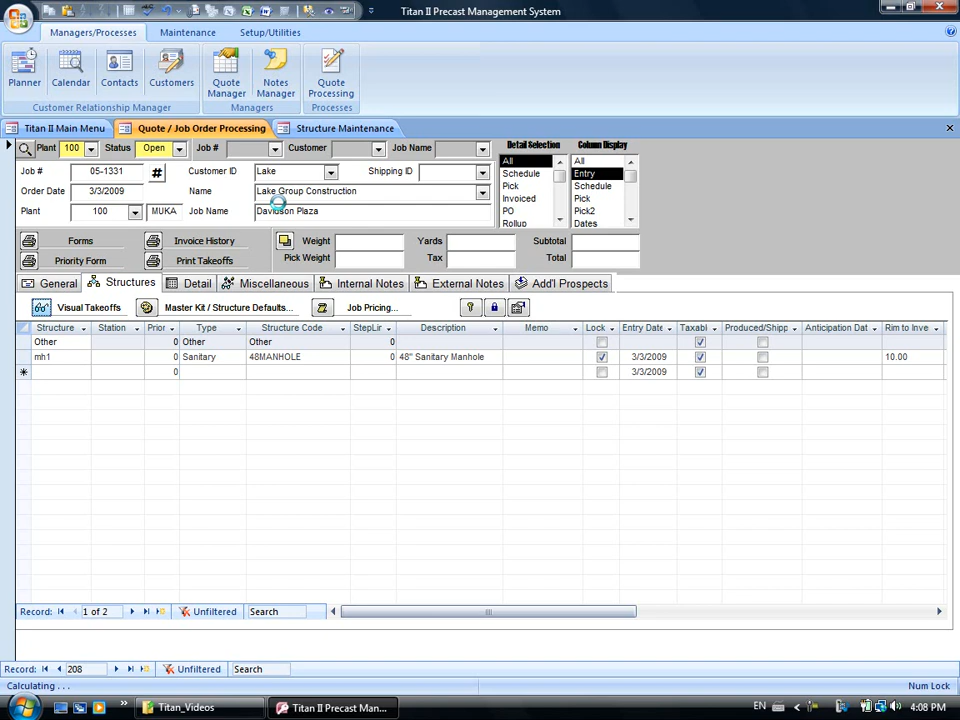 Titan II Precast Management System
Managers/Processes Maintenance Setup/Utilities
Planner Calendar Contacts Customers Quote Manager Notes Manager Quote Processing
Customer Relationship Manager Managers Processes
Titan II Main Menu Quote / Job Order Processing Structure Maintenance
Plant 100 Status Open Job # Customer Job Name Detail Selection Column Display
Job # 05-1331 # Customer ID Lake Shipping ID
Order Date 3/3/2009 Name Lake Group Construction
Plant 100 MUKA Job Name Davidson Plaza
All
Schedule
Pick
Invoiced
PO
Rollup
All
Entry
Schedule
Pick
Pick2
Dates
Forms Invoice History Weight Yards Subtotal
Priority Form Print Takeoffs Pick Weight Tax Total
General Structures Detail Miscellaneous Internal Notes External Notes Add'l Prospects
Visual Takeoffs Master Kit / Structure Defaults... Job Pricing...
Structure Station Prior Type Structure Code StepLir Description Memo Lock Entry Date Taxabl Produced/Shipp Anticipation Dat Rim to Inve
Other 0 Other Other 0
mh1 0 Sanitary 48MANHOLE 0 48" Sanitary Manhole 3/3/2009 10.00
0 3/3/2009
Record: 1 of 2 Unfiltered Search
Record: 208 Unfiltered Search
Calculating . . . Num Lock
Titan_Videos Titan II Precast Man... EN 4:08 PM